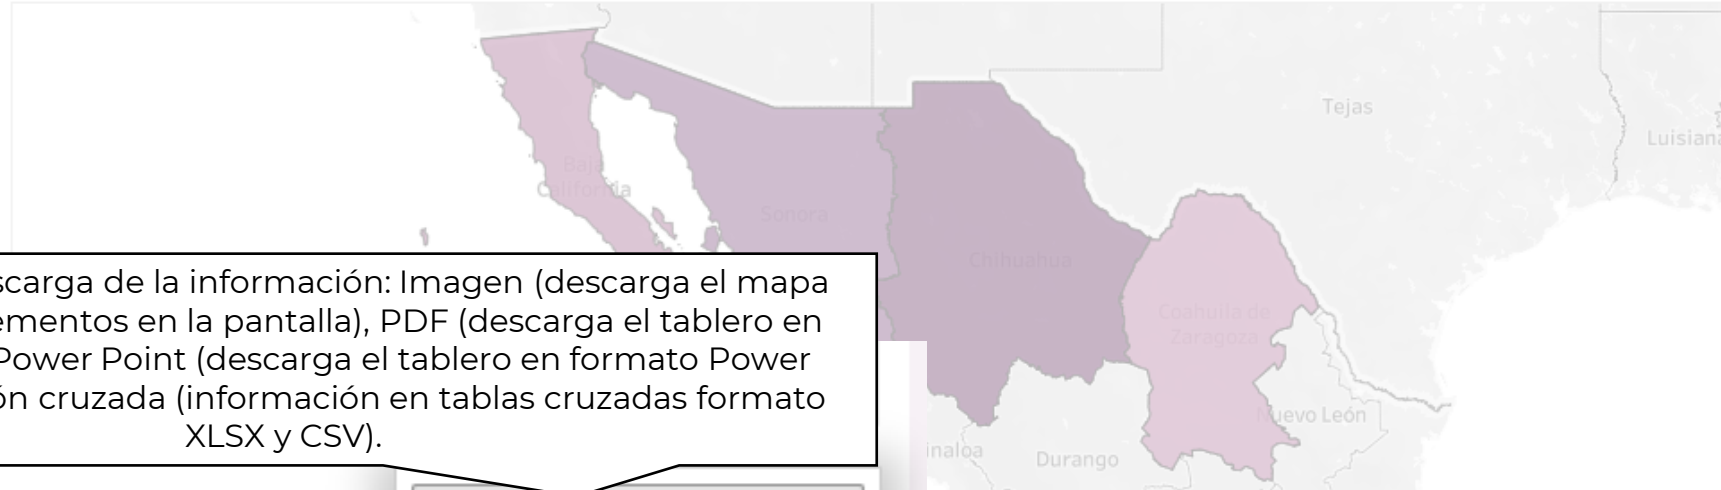 Tejas
Luisiana
Baja
California
Sonora
Chihuahua
Coahuila de
Zaragoza
scarga de la información: Imagen (descarga el mapa
ementos en la pantalla), PDF (descarga el tablero en
Power Point (descarga el tablero en formato Power
ón cruzada (información en tablas cruzadas formato
XLSX y CSV).
Nuevo León
inaloa
Durango